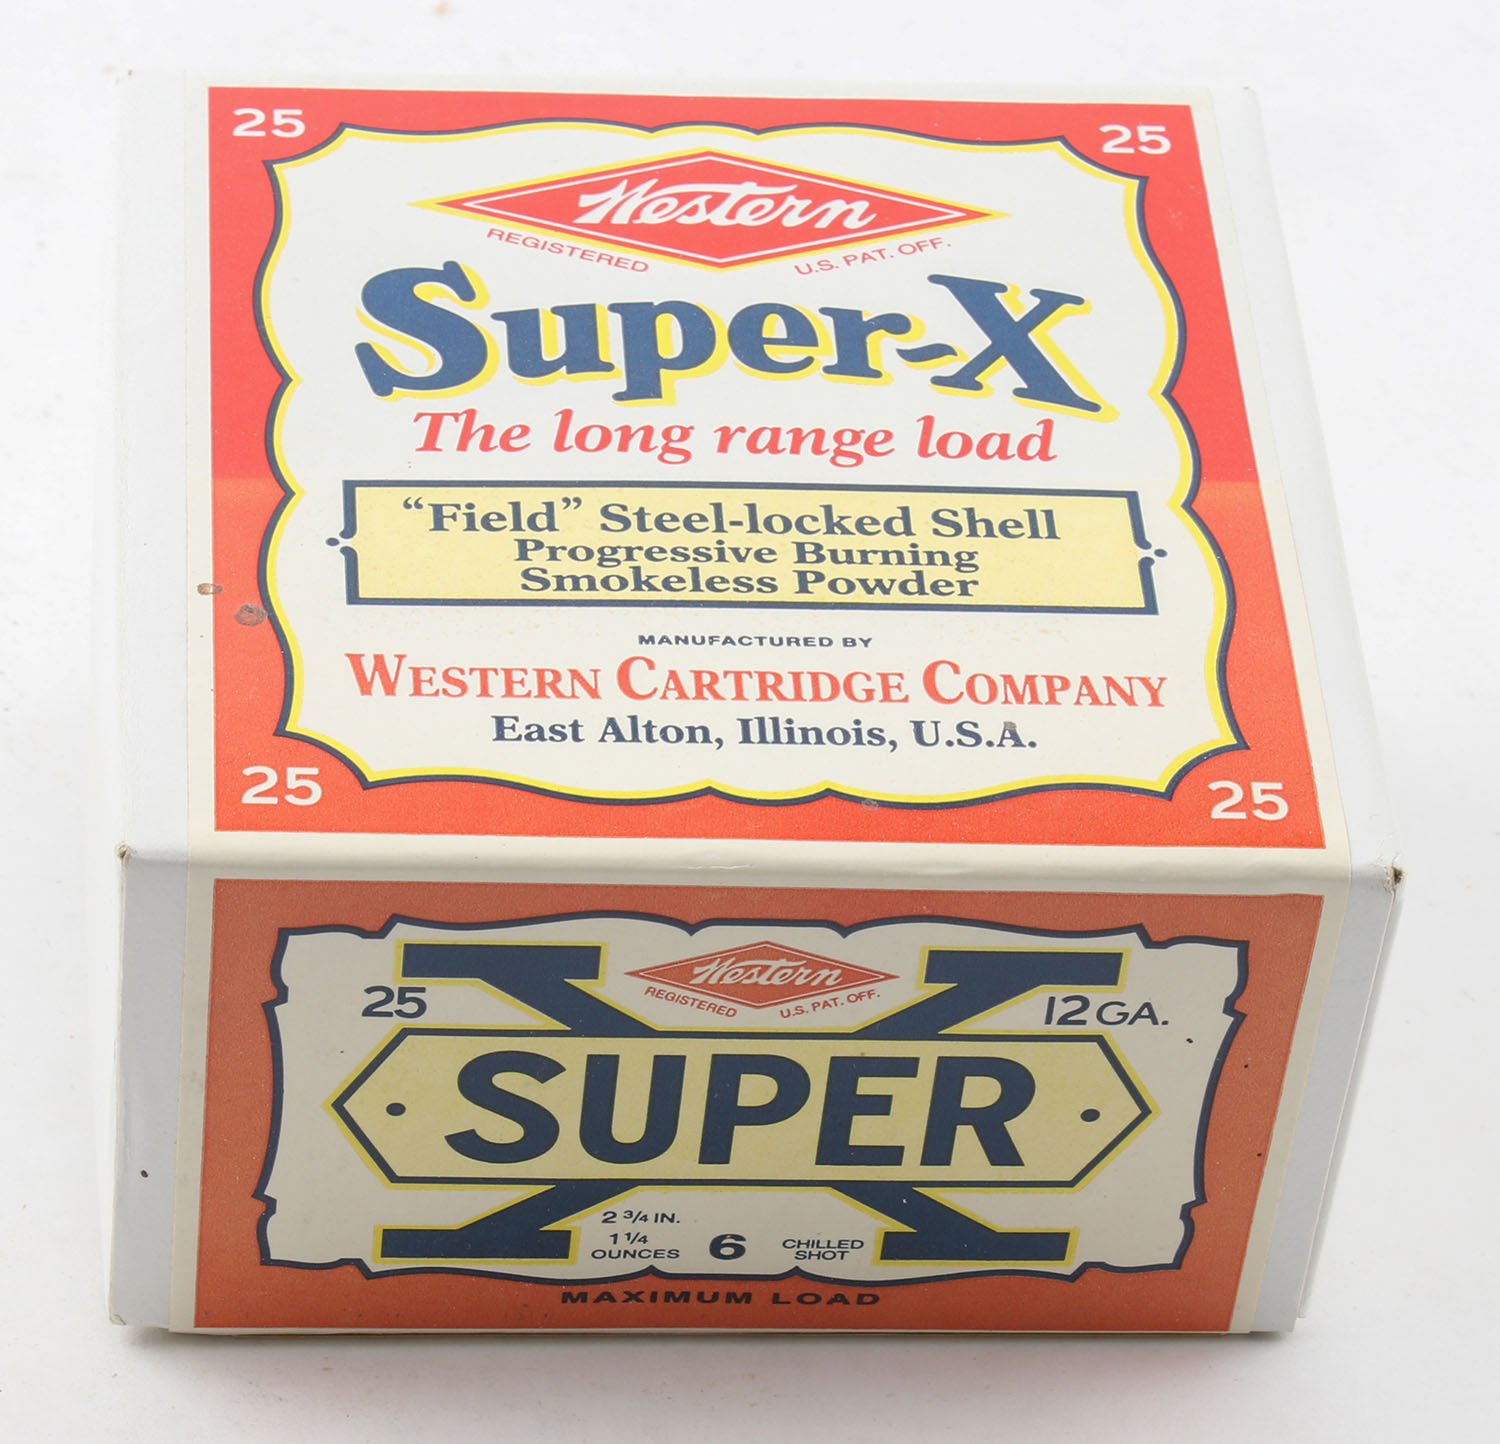 25
25
Western
REGISTERED U.S. PAT. OFF.
Super-X
The long range load
“Field” Steel-locked Shell
Progressive Burning
Smokeless Powder
MANUFACTURED BY
WESTERN CARTRIDGE COMPANY
East Alton, Illinois, U.S.A.
25
25
Western
REGISTERED U.S. PAT. OFF.
25
12 GA.
X
SUPER
2 3/4 IN.
1 1/4
OUNCES
6
CHILLED
SHOT
MAXIMUM LOAD